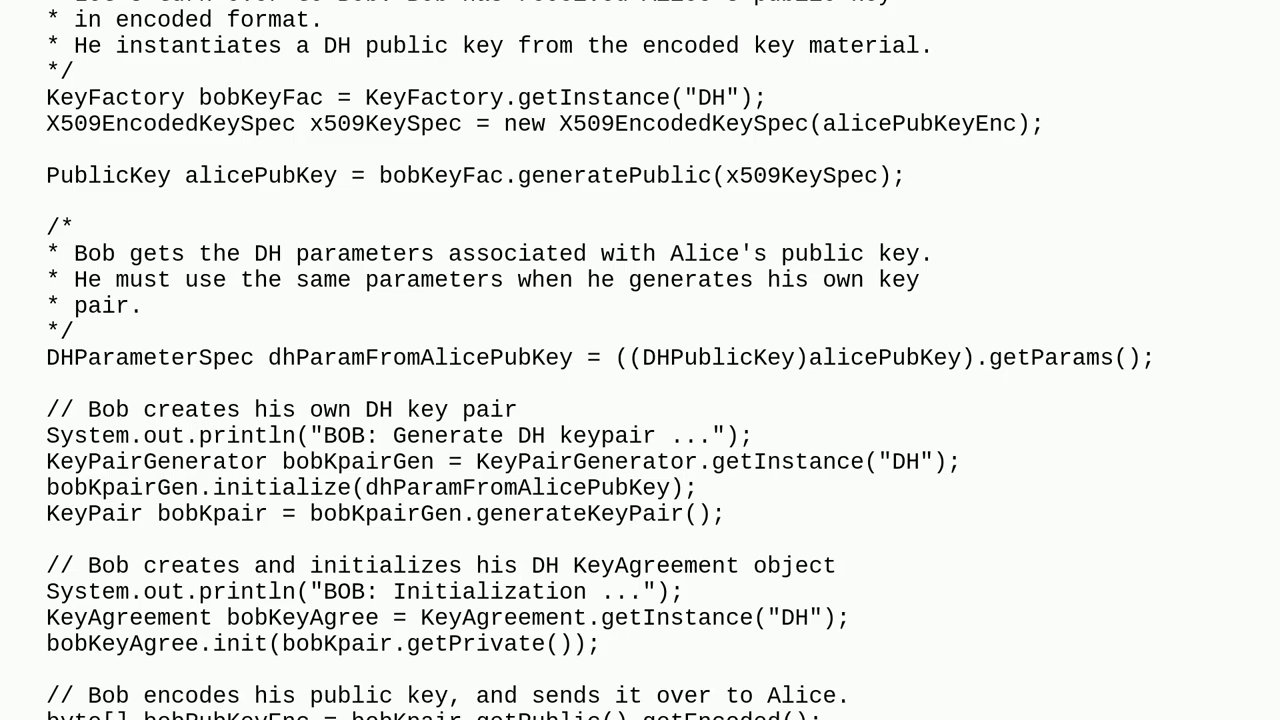 * in encoded format.
* He instantiates a DH public key from the encoded key material.
*/
KeyFactory bobKeyFac = KeyFactory.getInstance("DH");
X509EncodedKeySpec x509KeySpec = new X509EncodedKeySpec(alicePubKeyEnc);
PublicKey alicePubKey = bobKeyFac.generatePublic(x509KeySpec);
/*
* Bob gets the DH parameters associated with Alice's public key.
* He must use the same parameters when he generates his own key
* pair.
*/
DHParameterSpec dhParamFromAlicePubKey = ((DHPublicKey)alicePubKey).getParams();
// Bob creates his own DH key pair
System.out.println("BOB: Generate DH keypair ...");
KeyPairGenerator bobKpairGen = KeyPairGenerator.getInstance("DH");
bobKpairGen.initialize(dhParamFromAlicePubKey);
KeyPair bobKpair = bobKpairGen.generateKeyPair();
// Bob creates and initializes his DH KeyAgreement object
System.out.println("BOB: Initialization ...");
KeyAgreement bobKeyAgree = KeyAgreement.getInstance("DH");
bobKeyAgree.init(bobKpair.getPrivate());
// Bob encodes his public key, and sends it over to Alice.
byte[] bobPubKeyEnc = bobKpair.getPublic().getEncoded();